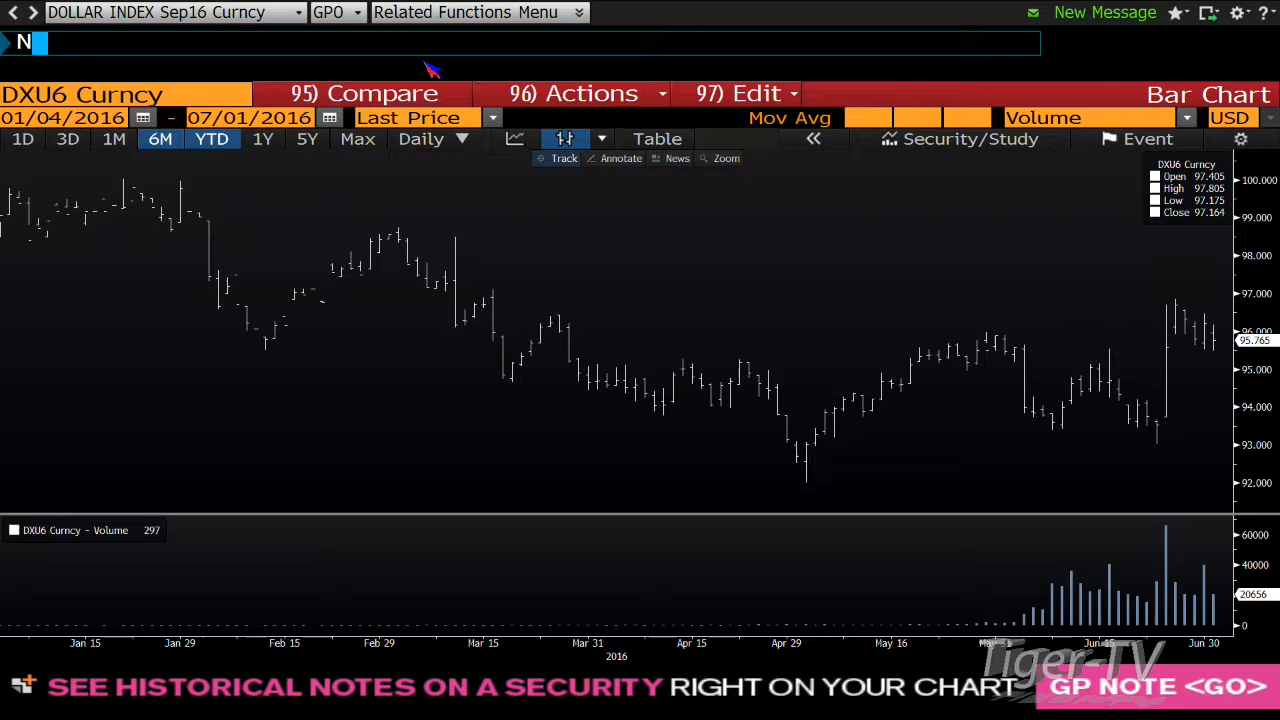 DOLLAR INDEX Sep16 Curncy GPO Related Functions Menu New Message ?
N
DXU6 Curncy 95) Compare 96) Actions 97) Edit Bar Chart
01/04/2016 - 07/01/2016 Last Price Mov Avg Volume USD
1D 3D 1M 6M YTD 1Y 5Y Max Daily Table « Security/Study Event
Track Annotate News Zoom
DXU6 Curncy
Open 97.405
High 97.805
Low 97.175
Close 97.164
100.000
99.000
98.000
97.000
96.000
95.765
95.000
94.000
93.000
92.000
DXU6 Curncy - Volume 297
60000
40000
20656
0
Jan 15 Jan 29 Feb 15 Feb 29 Mar 15 Mar 31 Apr 15 Apr 29 May 16 May 31 Jun 15 Jun 30
2016
Tiger-TV
SEE HISTORICAL NOTES ON A SECURITY RIGHT ON YOUR CHART GP NOTE <GO>